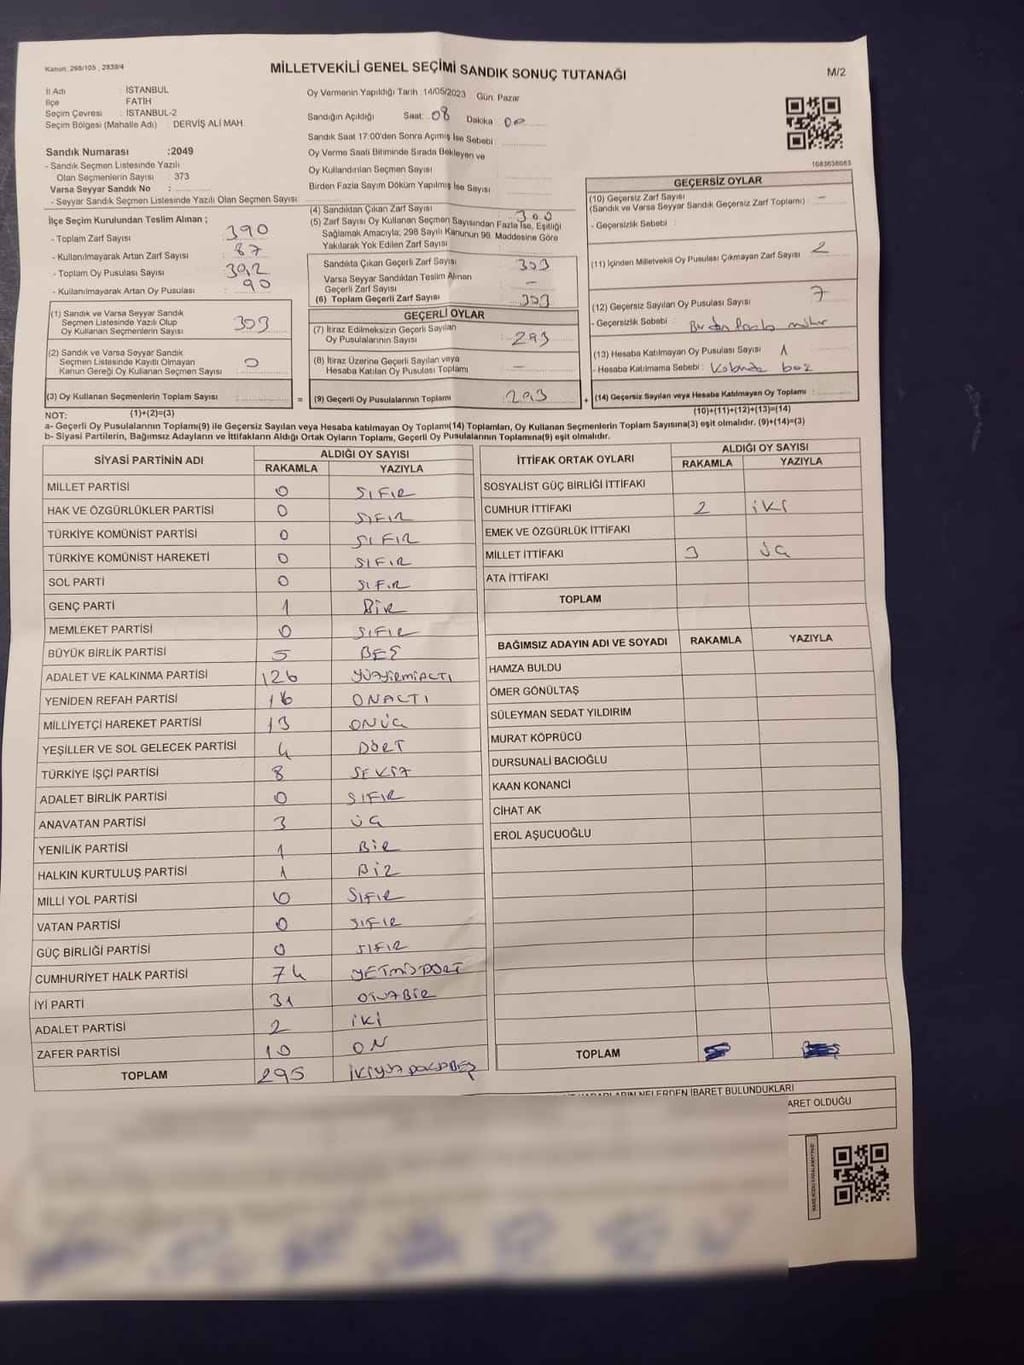 Kanun: 298/105 , 2839/4
MİLLETVEKİLİ GENEL SEÇİMİ SANDIK SONUÇ TUTANAĞI
M/2
İl Adı : İSTANBUL
İlçe : FATİH
Seçim Çevresi : İSTANBUL-2
Seçim Bölgesi (Mahalle Adı) : DERVİŞ ALİ MAH.
Oy Vermenin Yapıldığı Tarih : 14/05/2023 Gün Pazar
Sandığın Açıldığı Saat: 08 Dakika 00
Sandık Saat 17:00'den Sonra Açılmış İse Sebebi :
Sandık Numarası :2049
- Sandık Seçmen Listesinde Yazılı
Olan Seçmenlerin Sayısı : 373
Varsa Seyyar Sandık No :
- Seyyar Sandık Seçmen Listesinde Yazılı Olan Seçmen Sayısı
Oy Verme Saati Bitiminde Sırada Bekleyen ve
Oy Kullandırılan Seçmen Sayısı
Birden Fazla Sayım Döküm Yapılmış İse Sayısı
1083638083
İlçe Seçim Kurulundan Teslim Alınan ;
- Toplam Zarf Sayısı 390
- Kullanılmayarak Artan Zarf Sayısı 87
- Toplam Oy Pusulası Sayısı
- Kullanılmayarak Artan Oy Pusulası 90
(1) Sandık ve Varsa Seyyar Sandık
Seçmen Listesinde Yazılı Olup
Oy Kullanan Seçmenlerin Sayısı 303
(2) Sandık ve Varsa Seyyar Sandık
Seçmen Listesinde Kayıtlı Olmayan
Kanun Gereği Oy Kullanan Seçmen Sayısı 0
(3) Oy Kullanan Seçmenlerin Toplam Sayısı
(4) Sandıktan Çıkan Zarf Sayısı
(5) Zarf Sayısı Oy Kullanan Seçmen Sayısından Fazla İse, Eşitliği
Sağlamak Amacıyla, 298 Sayılı Kanunun 98. Maddesine Göre
Yakılarak Yok Edilen Zarf Sayısı
Sandıkta Çıkan Geçerli Zarf Sayısı 303
Varsa Seyyar Sandıktan Teslim Alınan
Geçerli Zarf Sayısı –
(6) Toplam Geçerli Zarf Sayısı 303
GEÇERLİ OYLAR
(7) İtiraz Edilmeksizin Geçerli Sayılan
Oy Pusulalarının Sayısı 293
(8) İtiraz Üzerine Geçerli Sayılan veya
Hesaba Katılan Oy Pusulası Toplamı –
= (9) Geçerli Oy Pusulalarının Toplamı 293
GEÇERSİZ OYLAR
(10) Geçersiz Zarf Sayısı –
(Sandık ve Varsa Seyyar Sandık Geçersiz Zarf Toplamı)
- Geçersizlik Sebebi :
(11) İçinden Milletvekili Oy Pusulası Çıkmayan Zarf Sayısı 2
(12) Geçersiz Sayılan Oy Pusulası Sayısı 7
- Geçersizlik Sebebi : Birden fazla mühür
(13) Hesaba Katılmayan Oy Pusulası Sayısı 1
- Hesaba Katılmama Sebebi :
+ (14) Geçersiz Sayılan veya Hesaba Katılmayan Oy Toplamı :
NOT: (1)+(2)=(3)
(10)+(11)+(12)+(13)=(14)
a- Geçerli Oy Pusulalarının Toplamı(9) ile Geçersiz Sayılan veya Hesaba katılmayan Oy Toplamı(14) Toplamları, Oy Kullanan Seçmenlerin Toplam Sayısına(3) eşit olmalıdır. (9)+(14)=(3)
b- Siyasi Partilerin, Bağımsız Adayların ve İttifakların Aldığı Ortak Oyların Toplamı, Geçerli Oy Pusulalarının Toplamına(9) eşit olmalıdır.
SİYASİ PARTİNİN ADI
ALDIĞI OY SAYISI
RAKAMLA YAZIYLA
MİLLET PARTİSİ 0 SIFIR
HAK VE ÖZGÜRLÜKLER PARTİSİ 0 SIFIR
TÜRKİYE KOMÜNİST PARTİSİ 0 SIFIR
TÜRKİYE KOMÜNİST HAREKETİ 0 SIFIR
SOL PARTİ 0 SIFIR
GENÇ PARTİ 1 BİR
MEMLEKET PARTİSİ 0 SIFIR
BÜYÜK BİRLİK PARTİSİ 5 BEŞ
ADALET VE KALKINMA PARTİSİ 126 YÜZYİRMİALTI
YENİDEN REFAH PARTİSİ 16 ONALTI
MİLLİYETÇİ HAREKET PARTİSİ 13 ONÜÇ
YEŞİLLER VE SOL GELECEK PARTİSİ 4 DÖRT
TÜRKİYE İŞÇİ PARTİSİ 8 SEKİZ
ADALET BİRLİK PARTİSİ 0 SIFIR
ANAVATAN PARTİSİ 3 ÜÇ
YENİLİK PARTİSİ 1 BİR
HALKIN KURTULUŞ PARTİSİ 1 BİR
MİLLİ YOL PARTİSİ 0 SIFIR
VATAN PARTİSİ 0 SIFIR
GÜÇ BİRLİĞİ PARTİSİ 0 SIFIR
CUMHURİYET HALK PARTİSİ 74 YETMİŞDÖRT
İYİ PARTİ 31 OTUZBİR
ADALET PARTİSİ 2 İKİ
ZAFER PARTİSİ 10 ON
TOPLAM 295
İTTİFAK ORTAK OYLARI
ALDIĞI OY SAYISI
RAKAMLA YAZIYLA
SOSYALİST GÜÇ BİRLİĞİ İTTİFAKI
CUMHUR İTTİFAKI 2 İKİ
EMEK VE ÖZGÜRLÜK İTTİFAKI
MİLLET İTTİFAKI 3 ÜÇ
ATA İTTİFAKI
TOPLAM
BAĞIMSIZ ADAYIN ADI VE SOYADI RAKAMLA YAZIYLA
HAMZA BULDU
ÖMER GÖNÜLTAŞ
SÜLEYMAN SEDAT YILDIRIM
MURAT KÖPRÜCÜ
DURSUNALİ BACIOĞLU
KAAN KONANCİ
CİHAT AK
EROL AŞUCUOĞLU
TOPLAM
NELERDEN İBARET BULUNDUKLARI
ARET OLDUĞU